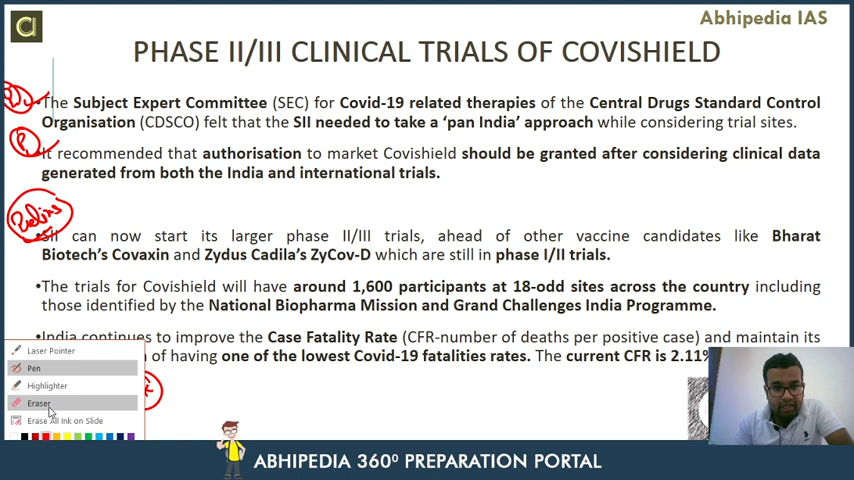 Abhipedia IAS
PHASE II/III CLINICAL TRIALS OF COVISHIELD
•The Subject Expert Committee (SEC) for Covid-19 related therapies of the Central Drugs Standard Control
Organisation (CDSCO) felt that the SII needed to take a ‘pan India’ approach while considering trial sites.
•It recommended that authorisation to market Covishield should be granted after considering clinical data
generated from both the India and international trials.
•SII can now start its larger phase II/III trials, ahead of other vaccine candidates like Bharat
Biotech’s Covaxin and Zydus Cadila’s ZyCov-D which are still in phase I/II trials.
•The trials for Covishield will have around 1,600 participants at 18-odd sites across the country including
those identified by the National Biopharma Mission and Grand Challenges India Programme.
•India continues to improve the Case Fatality Rate (CFR-number of deaths per positive case) and maintain its
of having one of the lowest Covid-19 fatalities rates. The current CFR is 2.11%
Laser Pointer
Pen
Highlighter
Eraser
Erase All Ink on Slide
ABHIPEDIA 360⁰ PREPARATION PORTAL